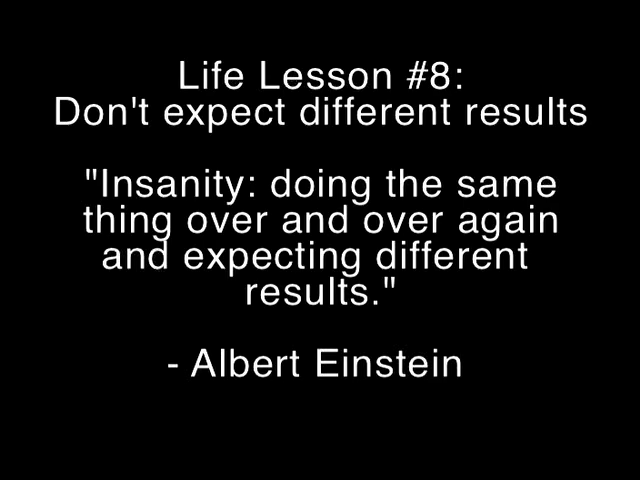 Life Lesson #8:
Don't expect different results
"Insanity: doing the same
thing over and over again
and expecting different
results."
- Albert Einstein